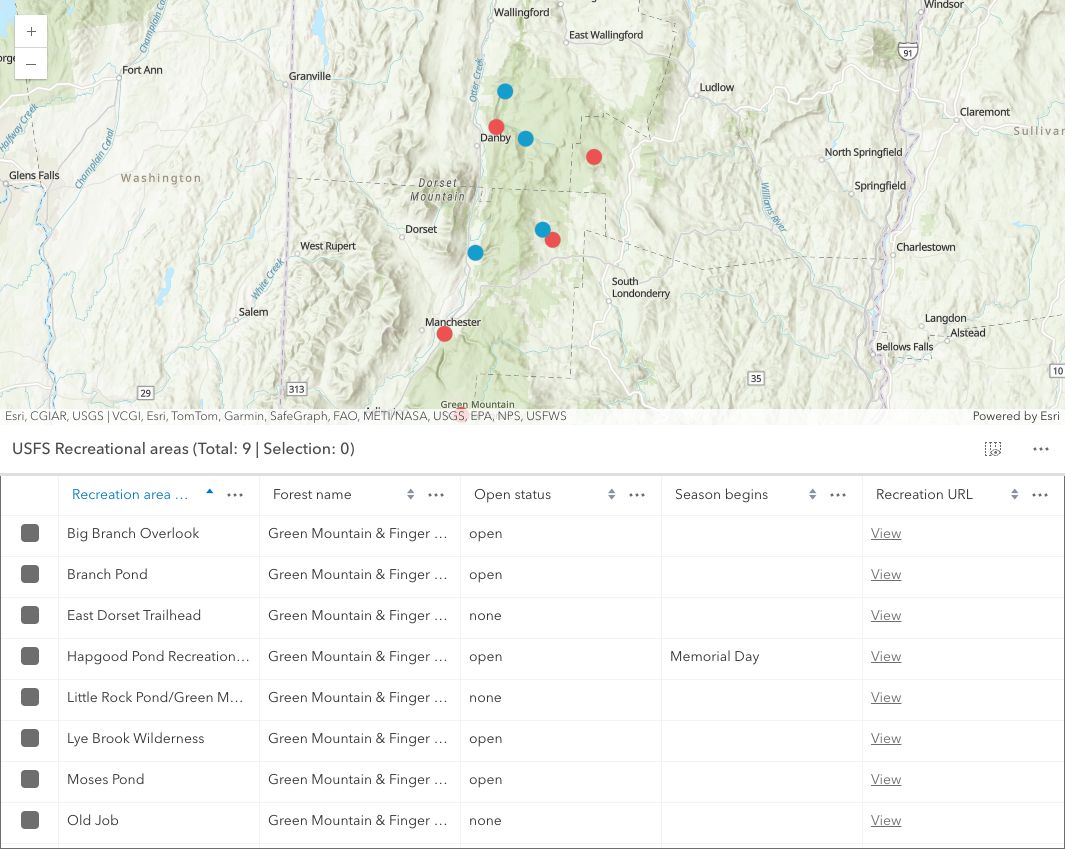 Windsor
Wallingford
East Wallingford
91
Champlain Canal
Fort Ann
Granville
Otter Creek
Ludlow
Claremont
Halfway Creek
Danby
Sullivar
Champlain Canal
North Springfield
Glens Falls
Washington
Dorset
Mountain
Springfield
Williams River
Dorset
West Rupert
Charlestown
White Creek
South
Londonderry
Salem
Manchester
Langdon
Alstead
Bellows Falls
10
35
313
29
Green Mountain
Esri, CGIAR, USGS | VCGI, Esri, TomTom, Garmin, SafeGraph, FAO, METI/NASA, USGS, EPA, NPS, USFWS
Powered by Esri
USFS Recreational areas (Total: 9 | Selection: 0)
Recreation area … Forest name Open status Season begins Recreation URL
Big Branch Overlook Green Mountain & Finger … open View
Branch Pond Green Mountain & Finger … open View
East Dorset Trailhead Green Mountain & Finger … none View
Hapgood Pond Recreation… Green Mountain & Finger … open Memorial Day View
Little Rock Pond/Green M… Green Mountain & Finger … none View
Lye Brook Wilderness Green Mountain & Finger … open View
Moses Pond Green Mountain & Finger … open View
Old Job Green Mountain & Finger … none View